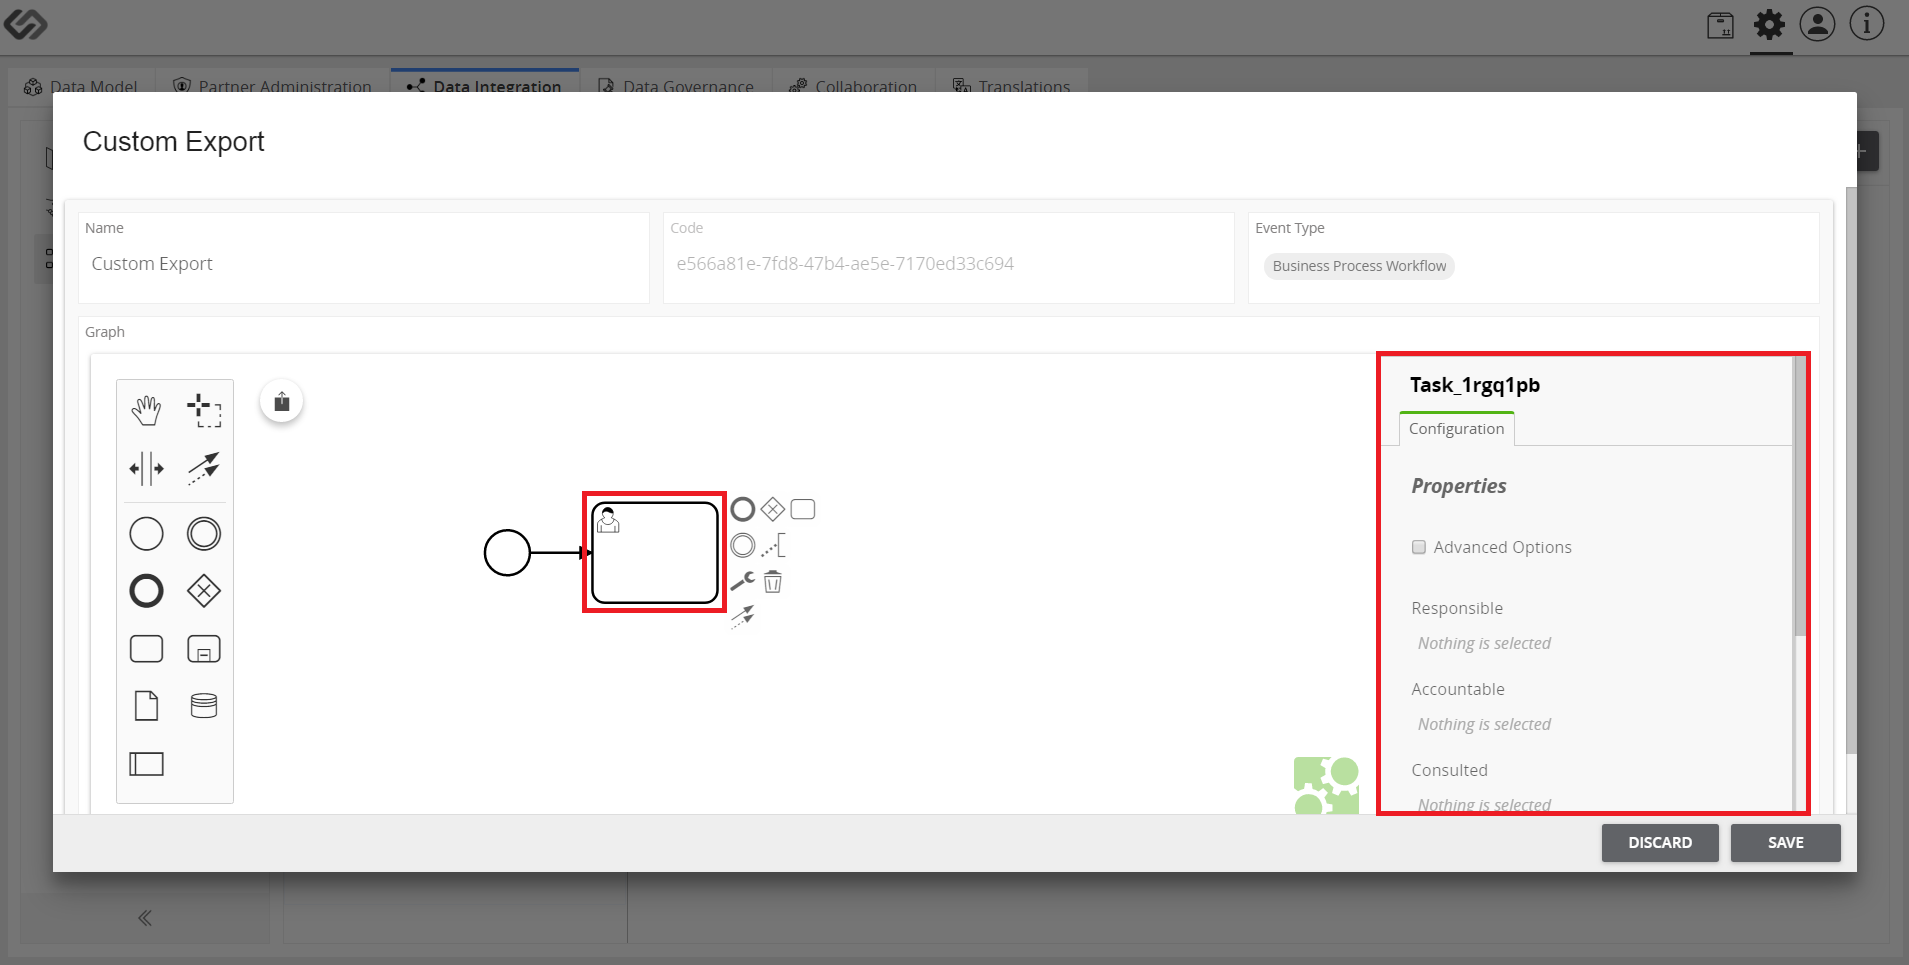 Data Model
Partner Administration
Data Integration
Data Governance
Collaboration
Translations
Custom Export
Name
Custom Export
Code
e566a81e-7fd8-47b4-ae5e-7170ed33c694
Event Type
Business Process Workflow
Graph
Task_1rgq1pb
Configuration
Properties
Advanced Options
Responsible
Nothing is selected
Accountable
Nothing is selected
Consulted
Nothing is selected
DISCARD
SAVE